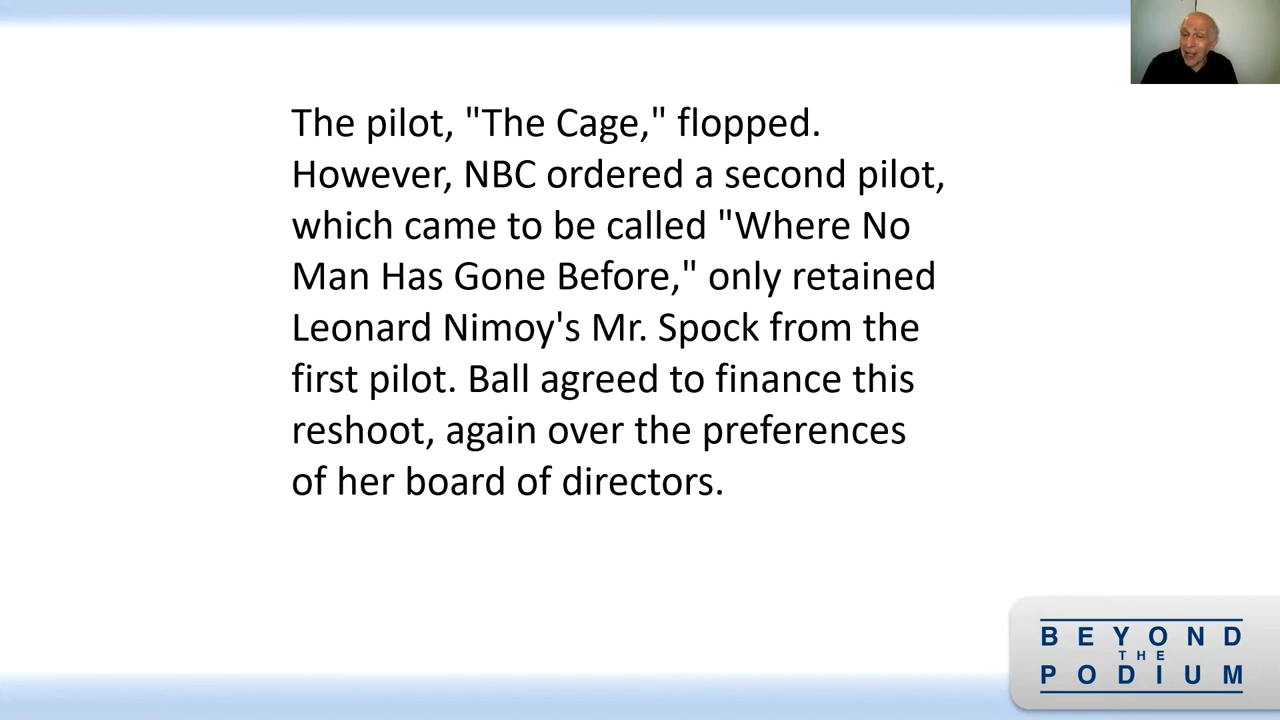 The pilot, "The Cage," flopped.
However, NBC ordered a second pilot,
which came to be called "Where No
Man Has Gone Before," only retained
Leonard Nimoy's Mr. Spock from the
first pilot. Ball agreed to finance this
reshoot, again over the preferences
of her board of directors.
BEYOND
THE
PODIUM